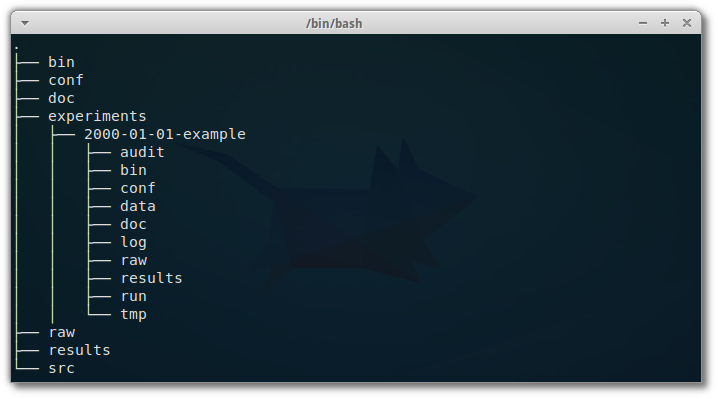 /bin/bash
.
├── bin
├── conf
├── doc
├── experiments
│   ├── 2000-01-01-example
│   │   ├── audit
│   │   ├── bin
│   │   ├── conf
│   │   ├── data
│   │   ├── doc
│   │   ├── log
│   │   ├── raw
│   │   ├── results
│   │   ├── run
│   │   └── tmp
├── raw
├── results
└── src